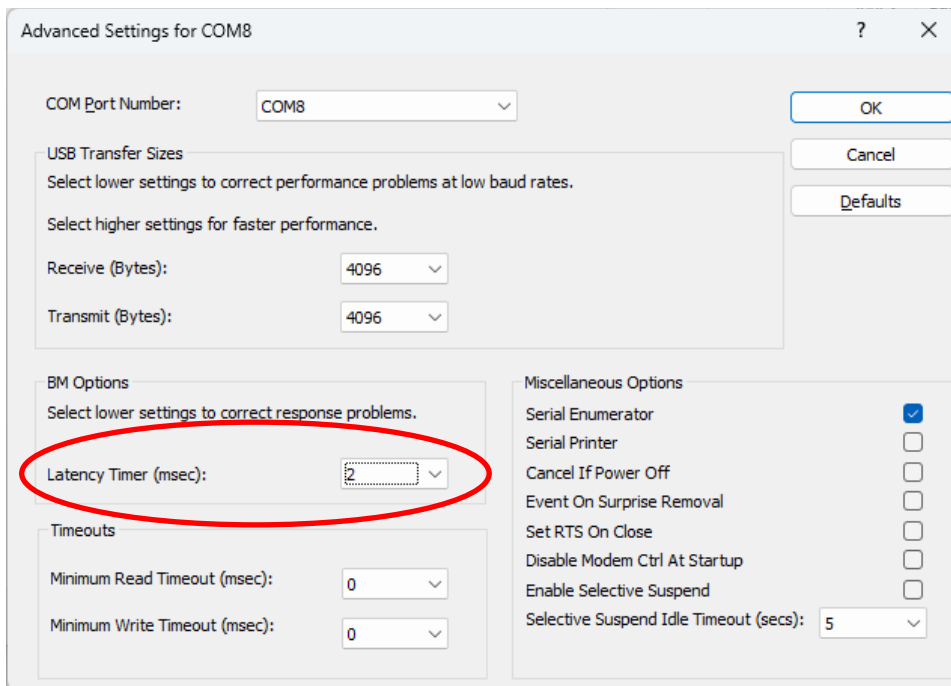 Advanced Settings for COM8 ? ✕
COM Port Number: COM8
OK
USB Transfer Sizes
Cancel
Select lower settings to correct performance problems at low baud rates.
Defaults
Select higher settings for faster performance.
Receive (Bytes): 4096
Transmit (Bytes): 4096
BM Options
Select lower settings to correct response problems.
Latency Timer (msec): 2
Timeouts
Minimum Read Timeout (msec): 0
Minimum Write Timeout (msec): 0
Miscellaneous Options
Serial Enumerator
Serial Printer
Cancel If Power Off
Event On Surprise Removal
Set RTS On Close
Disable Modem Ctrl At Startup
Enable Selective Suspend
Selective Suspend Idle Timeout (secs): 5